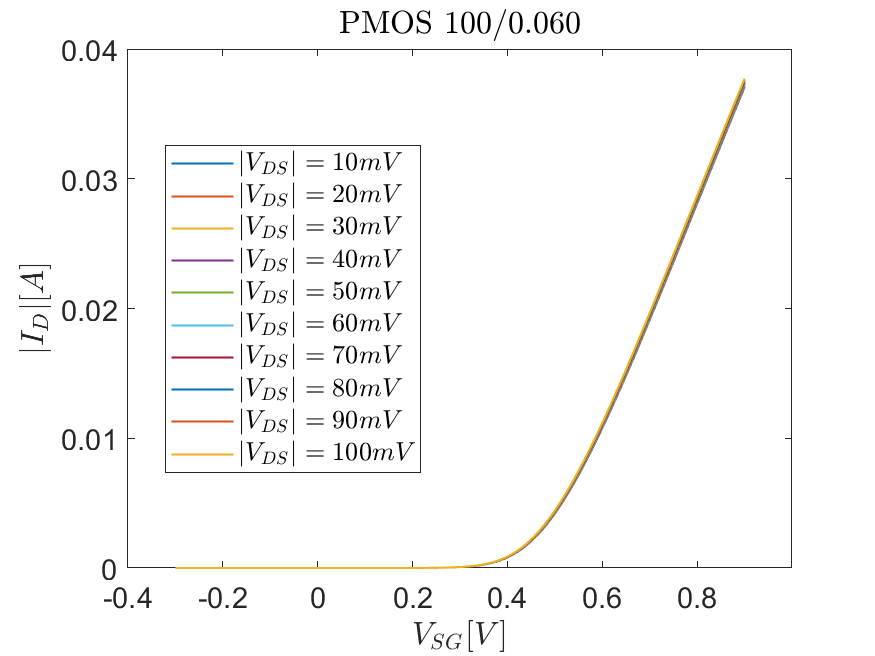 PMOS 100/0.060
0.04
0.03
0.02
0.01
0
|I_D|[A]
|V_DS| = 10mV
|V_DS| = 20mV
|V_DS| = 30mV
|V_DS| = 40mV
|V_DS| = 50mV
|V_DS| = 60mV
|V_DS| = 70mV
|V_DS| = 80mV
|V_DS| = 90mV
|V_DS| = 100mV
-0.4 -0.2 0 0.2 0.4 0.6 0.8
V_SG[V]